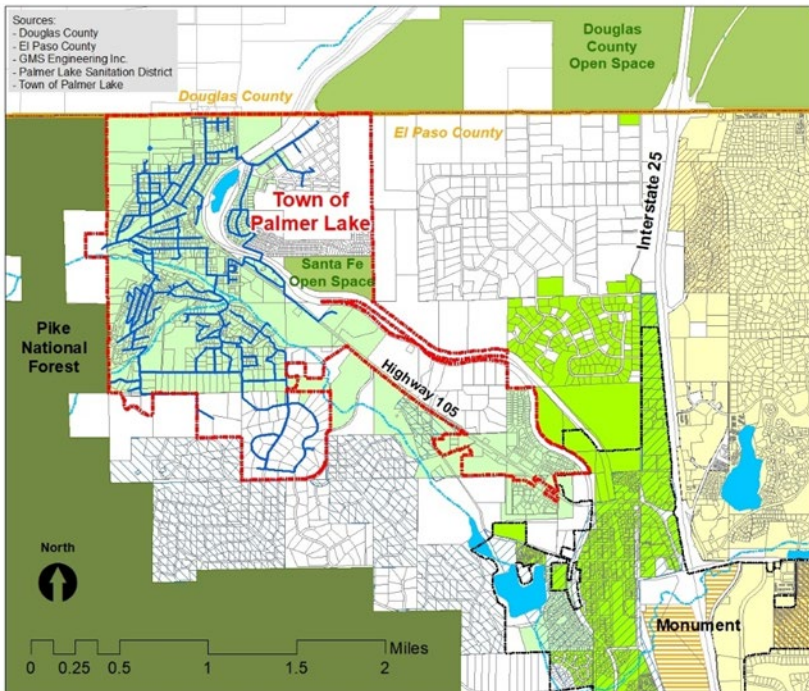 Sources:
- Douglas County
- El Paso County
- GMS Engineering Inc.
- Palmer Lake Sanitation District
- Town of Palmer Lake
Douglas
County
Open Space
Douglas County
El Paso County
Interstate 25
Town of
Palmer Lake
Santa Fe
Open Space
Pike
National
Forest
Highway 105
North
Monument
Miles
0 0.25 0.5 1 1.5 2